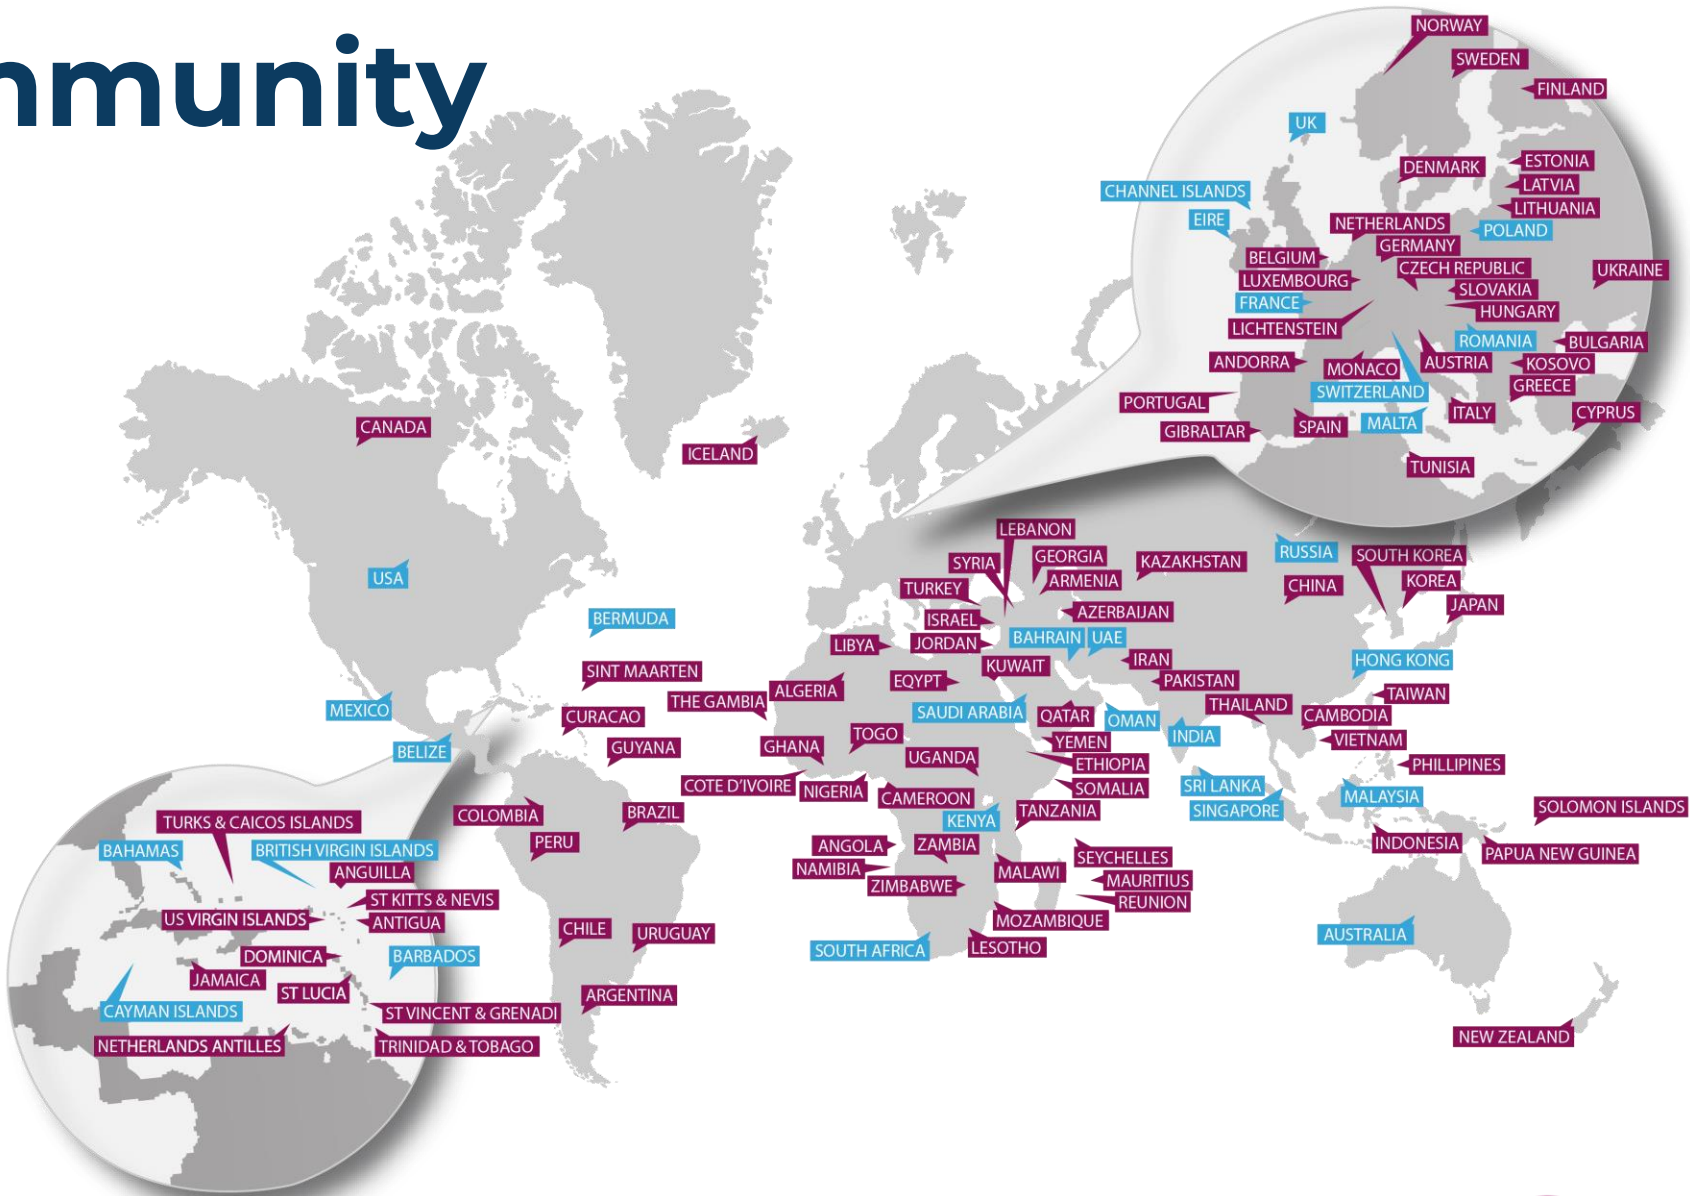 mmunity
NORWAY
SWEDEN
FINLAND
UK
DENMARK
ESTONIA
LATVIA
LITHUANIA
CHANNEL ISLANDS
EIRE
NETHERLANDS
POLAND
GERMANY
BELGIUM
CZECH REPUBLIC
UKRAINE
LUXEMBOURG
SLOVAKIA
FRANCE
HUNGARY
LICHTENSTEIN
ROMANIA
BULGARIA
ANDORRA
MONACO
AUSTRIA
KOSOVO
SWITZERLAND
GREECE
PORTUGAL
MALTA
ITALY
CYPRUS
GIBRALTAR
SPAIN
TUNISIA
CANADA
ICELAND
USA
BERMUDA
SINT MAARTEN
MEXICO
CURACAO
BELIZE
GUYANA
LEBANON
SYRIA
GEORGIA
KAZAKHSTAN
RUSSIA
SOUTH KOREA
TURKEY
ARMENIA
CHINA
KOREA
JAPAN
ISRAEL
AZERBAIJAN
LIBYA
JORDAN
BAHRAIN
UAE
KUWAIT
IRAN
HONG KONG
THE GAMBIA
ALGERIA
EQYPT
PAKISTAN
TAIWAN
SAUDI ARABIA
QATAR
OMAN
THAILAND
CAMBODIA
GHANA
TOGO
YEMEN
INDIA
VIETNAM
UGANDA
ETHIOPIA
PHILLIPINES
COTE D'IVOIRE
NIGERIA
CAMEROON
SOMALIA
SRI LANKA
SINGAPORE
MALAYSIA
SOLOMON ISLANDS
KENYA
TANZANIA
ANGOLA
ZAMBIA
INDONESIA
PAPUA NEW GUINEA
NAMIBIA
ZIMBABWE
MALAWI
SEYCHELLES
MAURITIUS
REUNION
MOZAMBIQUE
SOUTH AFRICA
LESOTHO
AUSTRALIA
NEW ZEALAND
COLOMBIA
BRAZIL
PERU
CHILE
URUGUAY
ARGENTINA
TURKS & CAICOS ISLANDS
BAHAMAS
BRITISH VIRGIN ISLANDS
ANGUILLA
ST KITTS & NEVIS
US VIRGIN ISLANDS
ANTIGUA
DOMINICA
BARBADOS
JAMAICA
ST LUCIA
CAYMAN ISLANDS
ST VINCENT & GRENADI
NETHERLANDS ANTILLES
TRINIDAD & TOBAGO